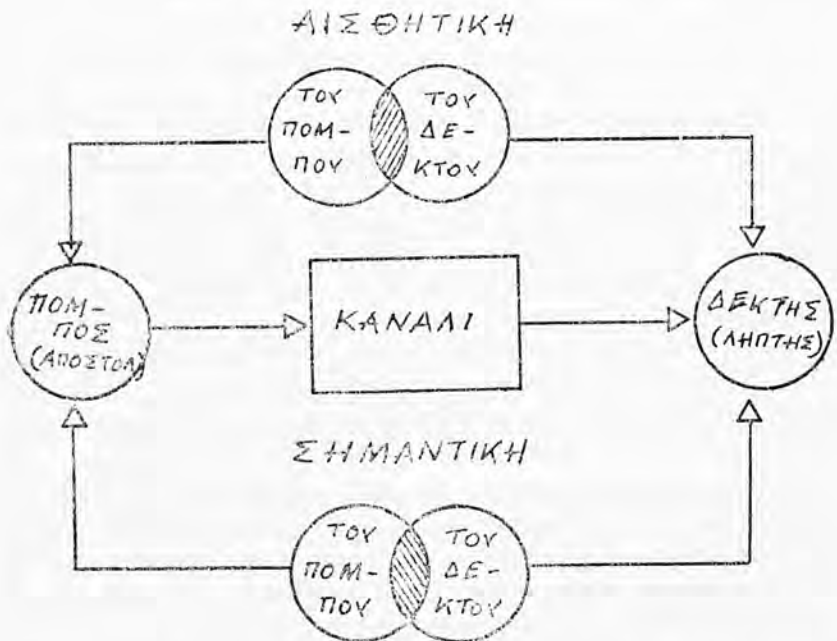 ΑΙΣΘΗΤΙΚΗ
ΤΟΥ
ΠΟΜ-
ΠΟΥ
ΤΟΥ
ΔΕ-
ΚΤΟΥ
ΠΟΜ-
ΠΟΣ
(ΑΠΟΣΤΟΛ)
ΚΑΝΑΛΙ
ΔΕΚΤΗΣ
(ΛΗΠΤΗΣ)
ΣΗΜΑΝΤΙΚΗ
ΤΟΥ
ΠΟΜ-
ΠΟΥ
ΤΟΥ
ΔΕ-
ΚΤΟΥ